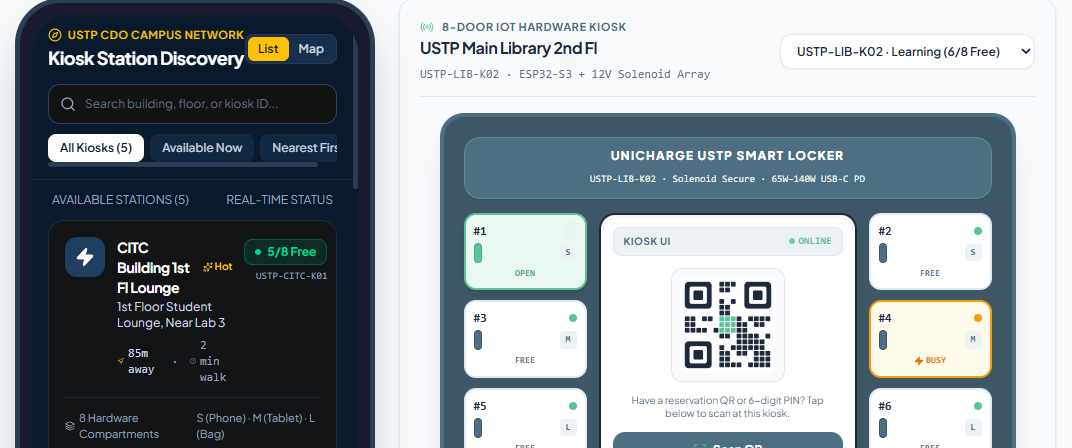 USTP CDO CAMPUS NETWORK
Kiosk Station Discovery
List
Map
Search building, floor, or kiosk ID...
All Kiosks (5)
Available Now
Nearest Firs
AVAILABLE STATIONS (5)
REAL-TIME STATUS
CITC
Building 1st
Fl Lounge
Hot
5/8 Free
USTP-CITC-K01
1st Floor Student
Lounge, Near Lab 3
85m
away
·
2
min
walk
8 Hardware
Compartments
S (Phone) · M (Tablet) · L
(Bag)
8-DOOR IOT HARDWARE KIOSK
USTP Main Library 2nd Fl
USTP-LIB-K02 · ESP32-S3 + 12V Solenoid Array
USTP-LIB-K02 · Learning (6/8 Free)
UNICHARGE USTP SMART LOCKER
USTP-LIB-K02 · Solenoid Secure · 65W-140W USB-C PD
#1
S
OPEN
#3
M
FREE
#5
L
FREE
KIOSK UI
ONLINE
Have a reservation QR or 6-digit PIN? Tap
below to scan at this kiosk.
Scan QR
#2
S
FREE
#4
M
BUSY
#6
L
FREE